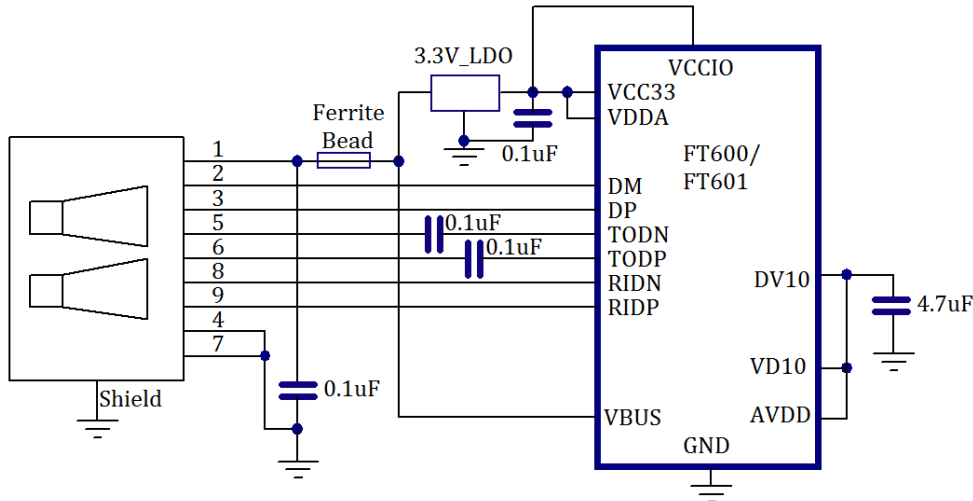 3.3V_LDO
VCCIO
VCC33
VDDA
0.1uF
Ferrite
Bead
FT600/
FT601
1
2
3
5
6
8
9
4
7
DM
DP
TODN
TODP
RIDN
RIDP
0.1uF
0.1uF
DV10
4.7uF
VD10
AVDD
0.1uF
Shield
VBUS
GND